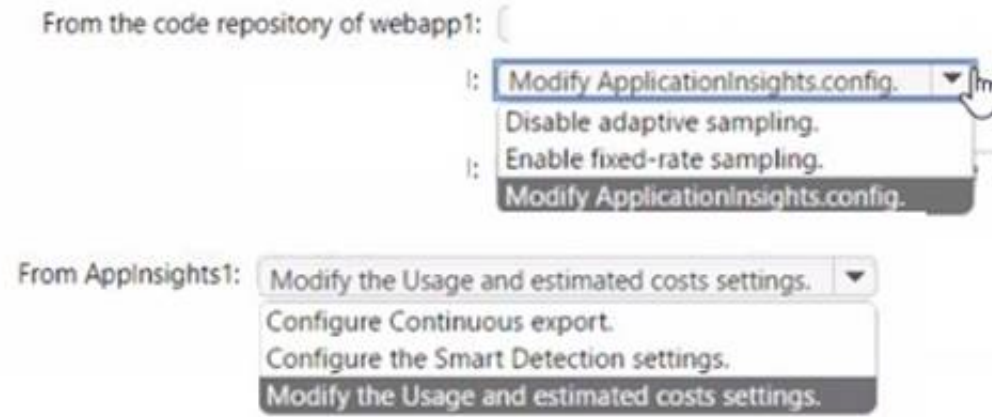 From the code repository of webapp1:
Modify ApplicationInsights.config.
Disable adaptive sampling.
Enable fixed-rate sampling.
Modify ApplicationInsights.config.
From AppInsights1: Modify the Usage and estimated costs settings.
Configure Continuous export.
Configure the Smart Detection settings.
Modify the Usage and estimated costs settings.